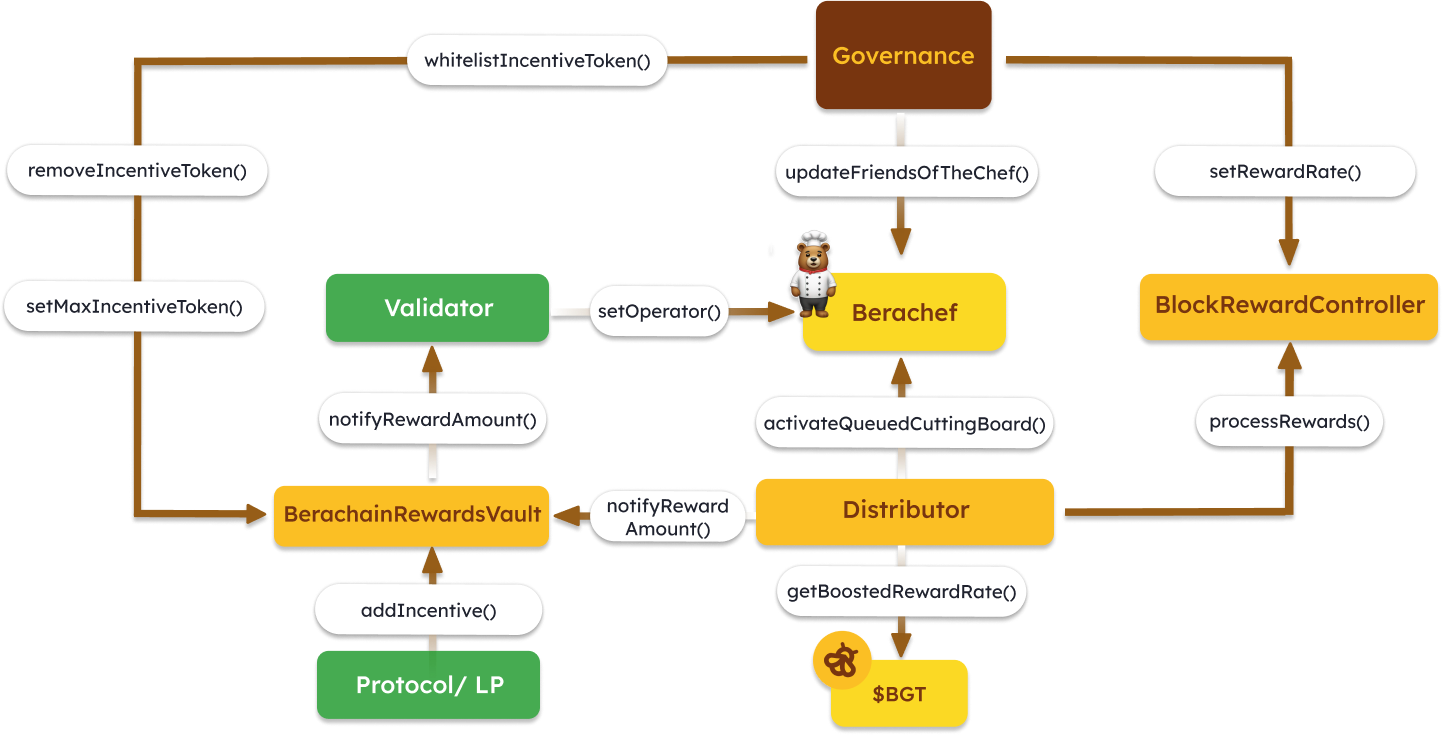 Governance
whitelistIncentiveToken()
removeIncentiveToken()
updateFriendsOfTheChef()
setRewardRate()
setMaxIncentiveToken()
Validator
setOperator()
Berachef
BlockRewardController
notifyRewardAmount()
activateQueuedCuttingBoard()
processRewards()
BerachainRewardsVault
notifyReward
Amount()
Distributor
addIncentive()
getBoostedRewardRate()
Protocol/ LP
$BGT